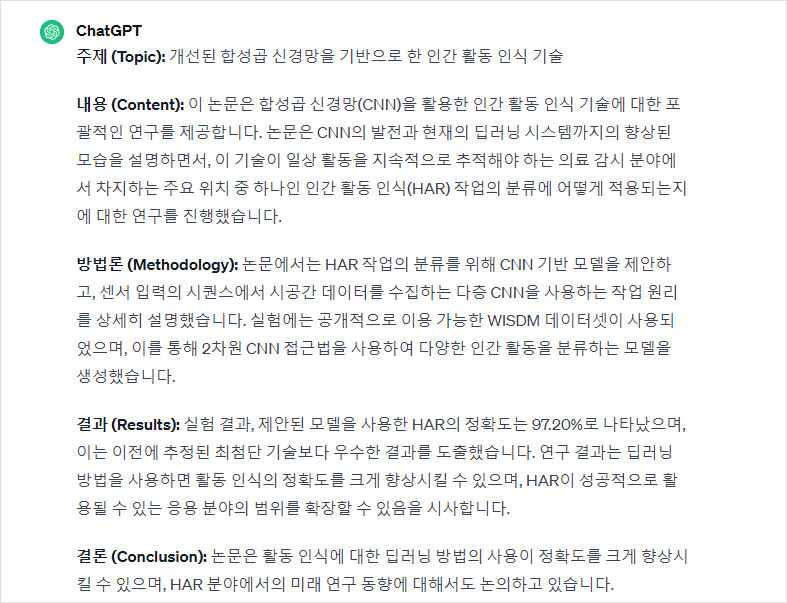 ChatGPT
주제 (Topic): 개선된 합성곱 신경망을 기반으로 한 인간 활동 인식 기술
내용 (Content): 이 논문은 합성곱 신경망(CNN)을 활용한 인간 활동 인식 기술에 대한 포
괄적인 연구를 제공합니다. 논문은 CNN의 발전과 현재의 딥러닝 시스템까지의 향상된
모습을 설명하면서, 이 기술이 일상 활동을 지속적으로 추적해야 하는 의료 감시 분야에
서 차지하는 주요 위치 중 하나인 인간 활동 인식(HAR) 작업의 분류에 어떻게 적용되는지
에 대한 연구를 진행했습니다.
방법론 (Methodology): 논문에서는 HAR 작업의 분류를 위해 CNN 기반 모델을 제안하
고, 센서 입력의 시퀀스에서 시공간 데이터를 수집하는 다층 CNN을 사용하는 작업 원리
를 상세히 설명했습니다. 실험에는 공개적으로 이용 가능한 WISDM 데이터셋이 사용되
었으며, 이를 통해 2차원 CNN 접근법을 사용하여 다양한 인간 활동을 분류하는 모델을
생성했습니다.
결과 (Results): 실험 결과, 제안된 모델을 사용한 HAR의 정확도는 97.20%로 나타났으며,
이는 이전에 추정된 최첨단 기술보다 우수한 결과를 도출했습니다. 연구 결과는 딥러닝
방법을 사용하면 활동 인식의 정확도를 크게 향상시킬 수 있으며, HAR이 성공적으로 활
용될 수 있는 응용 분야의 범위를 확장할 수 있음을 시사합니다.
결론 (Conclusion): 논문은 활동 인식에 대한 딥러닝 방법의 사용이 정확도를 크게 향상시
킬 수 있으며, HAR 분야에서의 미래 연구 동향에 대해서도 논의하고 있습니다.